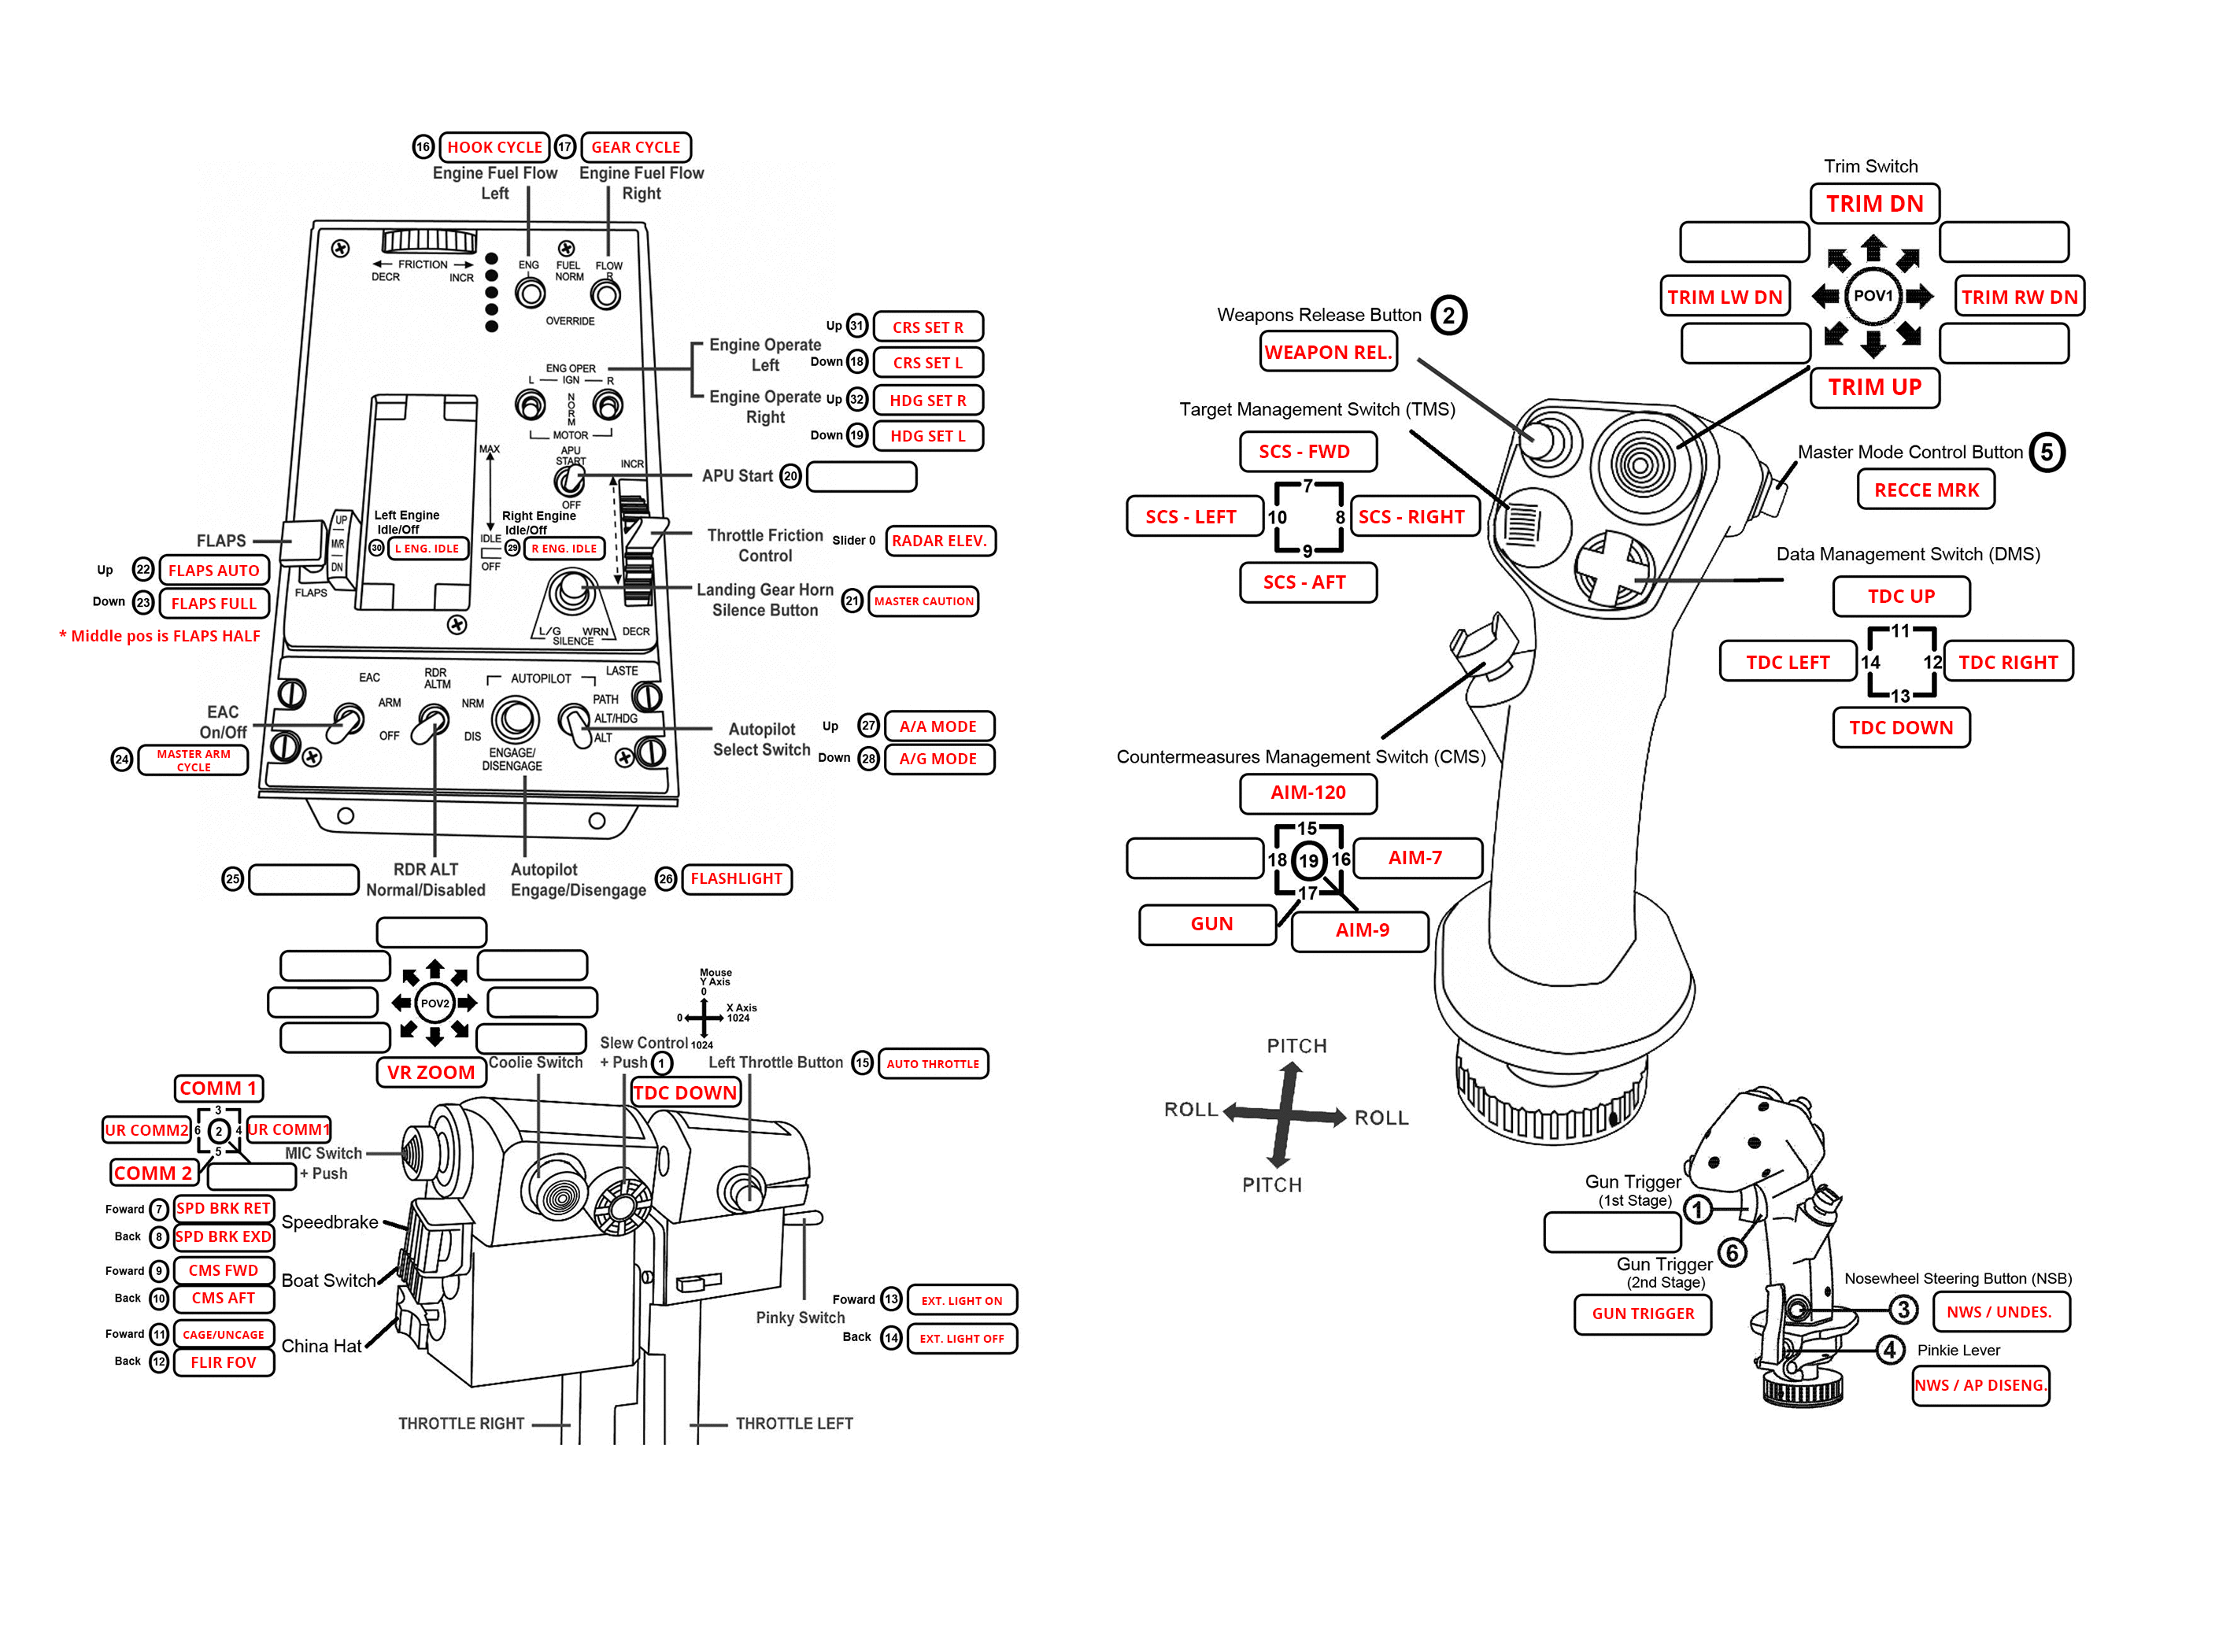 16 HOOK CYCLE 17 GEAR CYCLE
Engine Fuel Flow Left
Engine Fuel Flow Right
FRICTION
DECR INCR
ENG L
FUEL NORM
FLOW R
OVERRIDE
ENG OPER
L IGN R
NORM
MOTOR
APU START
OFF
Engine Operate Left
Up 31 CRS SET R
Down 18 CRS SET L
Engine Operate Right
Up 32 HDG SET R
Down 19 HDG SET L
APU Start 20
MAX
IDLE
OFF
INCR
DECR
Left Engine Idle/Off
30 L ENG. IDLE
Right Engine Idle/Off
29 R ENG. IDLE
Throttle Friction Control
Slider 0 RADAR ELEV.
Landing Gear Horn Silence Button
21 MASTER CAUTION
L/G WRN SILENCE
FLAPS
UP
MVR
DN
FLAPS
Up 22 FLAPS AUTO
Down 23 FLAPS FULL
* Middle pos is FLAPS HALF
EAC
ARM
OFF
RDR ALTM
NRM
DIS
AUTOPILOT
ENGAGE/ DISENGAGE
LASTE
PATH
ALT/HDG
ALT
EAC On/Off
24 MASTER ARM CYCLE
Autopilot Select Switch
Up 27 A/A MODE
Down 28 A/G MODE
25
RDR ALT Normal/Disabled
Autopilot Engage/Disengage
26 FLASHLIGHT
POV2
VR ZOOM
Coolie Switch
Mouse Y Axis
0
X Axis
0 1024
1024
Slew Control + Push 1
TDC DOWN
Left Throttle Button 15 AUTO THROTTLE
COMM 1
3
UR COMM2 6 2 4 UR COMM1
5
COMM 2
MIC Switch + Push
Foward 7 SPD BRK RET
Back 8 SPD BRK EXD
Speedbrake
Foward 9 CMS FWD
Back 10 CMS AFT
Boat Switch
Foward 11 CAGE/UNCAGE
Back 12 FLIR FOV
China Hat
Pinky Switch
Foward 13 EXT. LIGHT ON
Back 14 EXT. LIGHT OFF
THROTTLE RIGHT
THROTTLE LEFT
Trim Switch
TRIM DN
TRIM LW DN POV1 TRIM RW DN
TRIM UP
Weapons Release Button 2
WEAPON REL.
Target Management Switch (TMS)
SCS - FWD
7
SCS - LEFT 10 8 SCS - RIGHT
9
SCS - AFT
Master Mode Control Button 5
RECCE MRK
Data Management Switch (DMS)
TDC UP
11
TDC LEFT 14 12 TDC RIGHT
13
TDC DOWN
Countermeasures Management Switch (CMS)
AIM-120
15
18 19 16 AIM-7
17
GUN
AIM-9
PITCH
ROLL ROLL
PITCH
Gun Trigger (1st Stage) 1
6
Gun Trigger (2nd Stage)
GUN TRIGGER
Nosewheel Steering Button (NSB)
3 NWS / UNDES.
4 Pinkie Lever
NWS / AP DISENG.